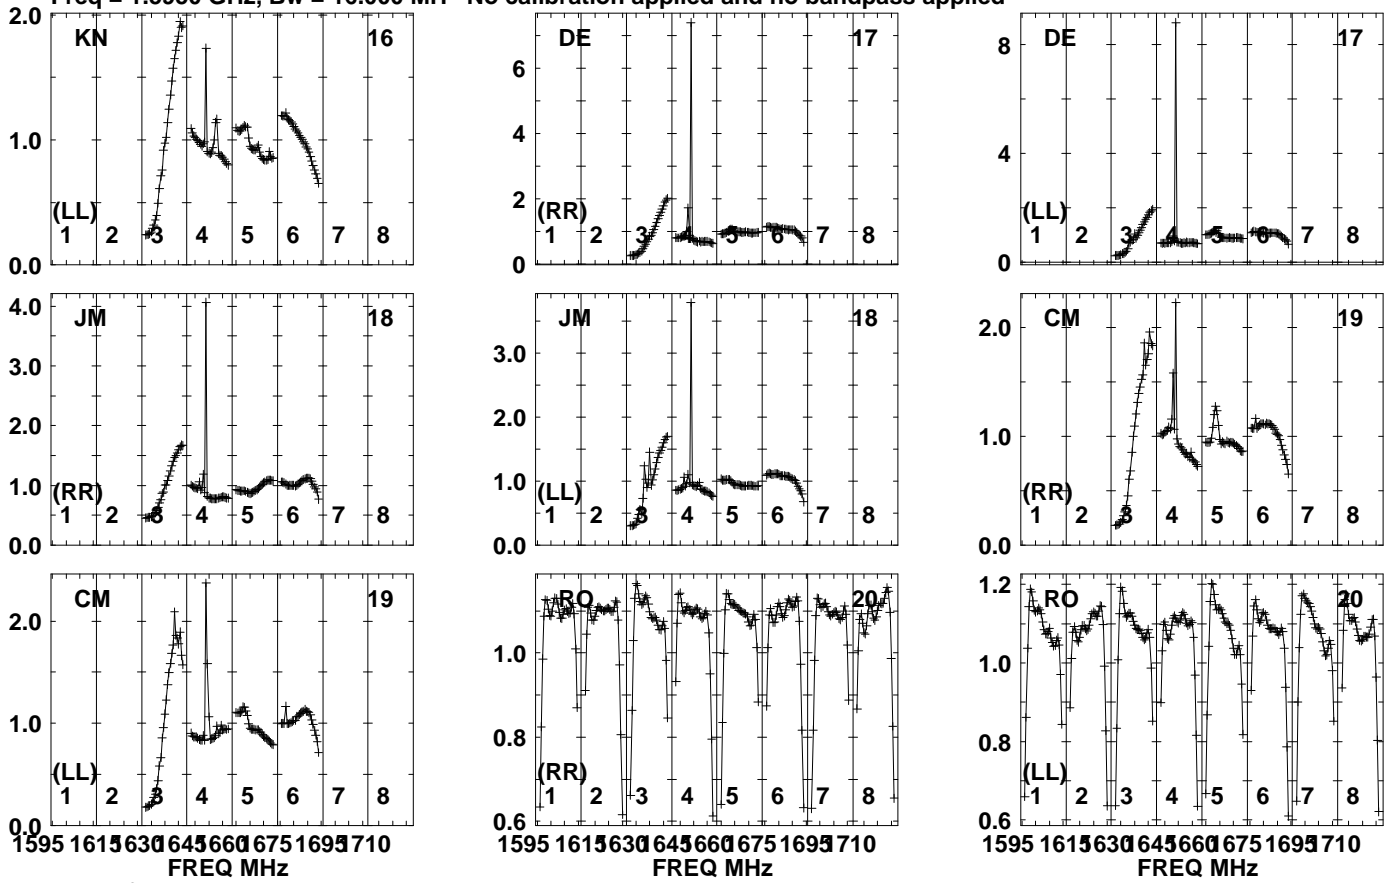 Freq = 1.5956 GHz, Bw = 16.000 MH No calibration applied and no bandpass applied
KN 16
2.0
1.0
0.0
(LL)
1 2 3 4 5 6 7 8
DE 17
6
4
2
0
(RR)
1 2 3 4 5 6 7 8
DE 17
8
4
0
(LL)
1 2 3 4 5 6 7 8
JM 18
4.0
3.0
2.0
1.0
0.0
(RR)
1 2 3 4 5 6 7 8
JM 18
3.0
2.0
1.0
0.0
(LL)
1 2 3 4 5 6 7 8
CM 19
2.0
1.0
0.0
(RR)
1 2 3 4 5 6 7 8
CM 19
2.0
1.0
0.0
(LL)
1 2 3 4 5 6 7 8
1595 1615 1630 1645 1660 1675 1695 1710
FREQ MHz
RO 20
1.0
0.8
0.6
(RR)
1 2 3 4 5 6 7 8
1595 1615 1630 1645 1660 1675 1695 1710
FREQ MHz
RO 20
1.2
1.0
0.8
0.6
(LL)
1 2 3 4 5 6 7 8
1595 1615 1630 1645 1660 1675 1695 1710
FREQ MHz